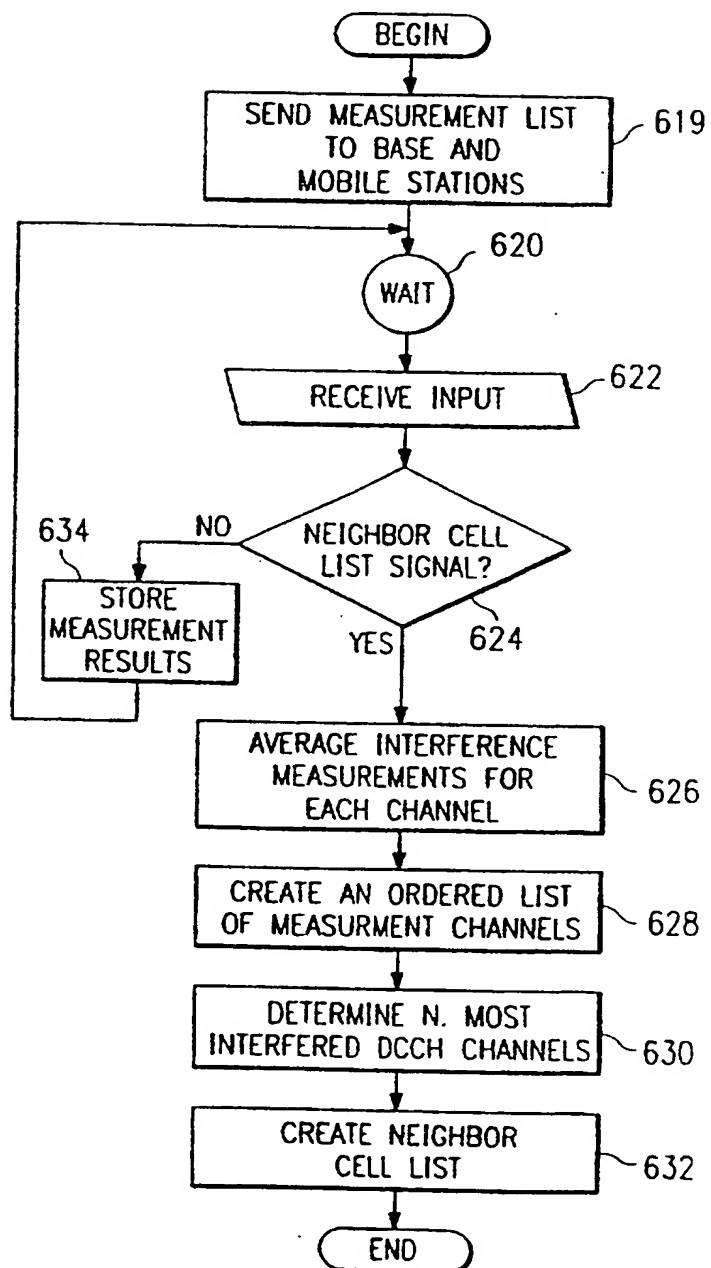 BEGIN
SEND MEASUREMENT LIST
TO BASE AND
MOBILE STATIONS
619
620
WAIT
RECEIVE INPUT
622
NEIGHBOR CELL
LIST SIGNAL?
624
NO
634
STORE
MEASUREMENT
RESULTS
YES
AVERAGE INTERFERENCE
MEASUREMENTS FOR
EACH CHANNEL
626
CREATE AN ORDERED LIST
OF MEASURMENT CHANNELS
628
DETERMINE N. MOST
INTERFERED DCCH CHANNELS
630
CREATE NEIGHBOR
CELL LIST
632
END